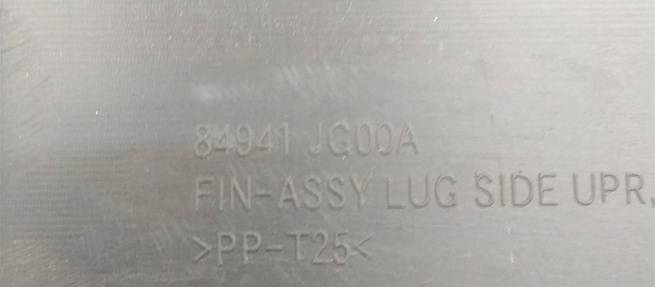 84941 JG00A
FIN-ASSY LUG SIDE UPR,
>PP-T25<